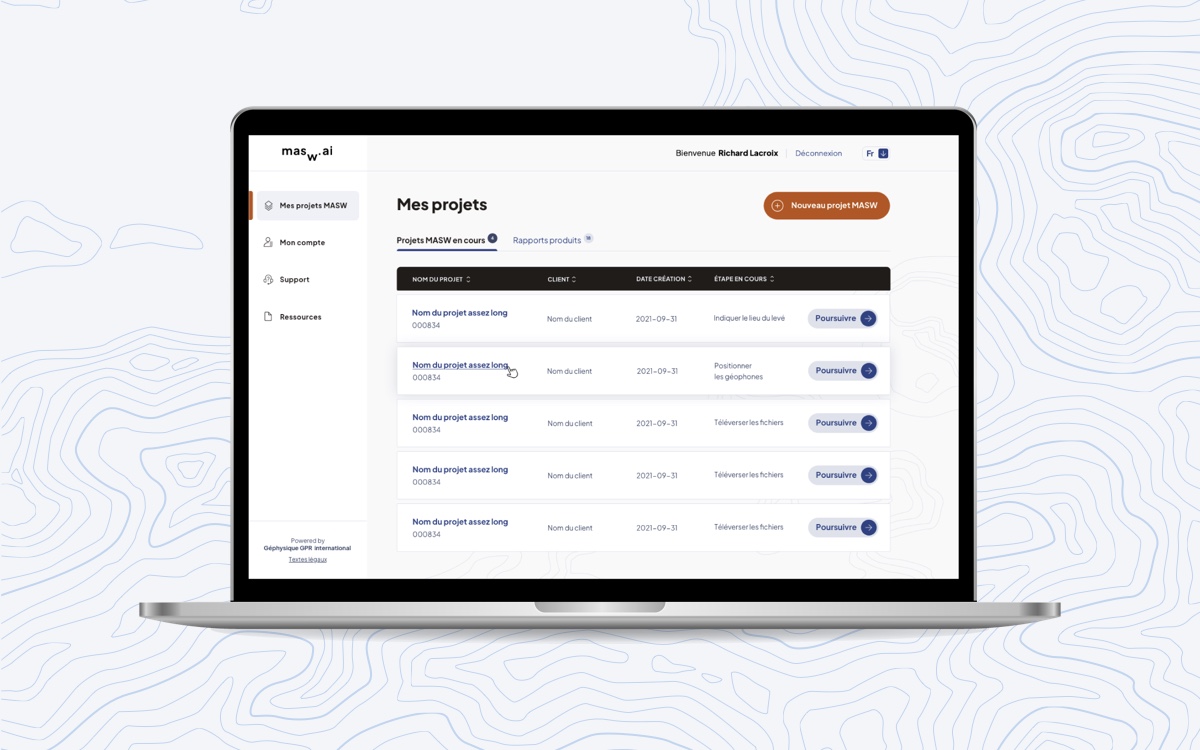 masw.ai
Bienvenue Richard Lacroix
Déconnexion
Fr
Mes projets MASW
Mon compte
Support
Ressources
Powered by
Géphysique GPR international
Textes légaux
Mes projets
Nouveau projet MASW
Projets MASW en cours
Rapports produits
NOM DU PROJET CLIENT DATE CRÉATION ÉTAPE EN COURS
Nom du projet assez long
000834
Nom du client
2021-09-31
Indiquer le lieu du levé
Poursuivre
Nom du projet assez long
000834
Nom du client
2021-09-31
Positionner
les géophones
Poursuivre
Nom du projet assez long
000834
Nom du client
2021-09-31
Téléverser les fichiers
Poursuivre
Nom du projet assez long
000834
Nom du client
2021-09-31
Téléverser les fichiers
Poursuivre
Nom du projet assez long
000834
Nom du client
2021-09-31
Téléverser les fichiers
Poursuivre